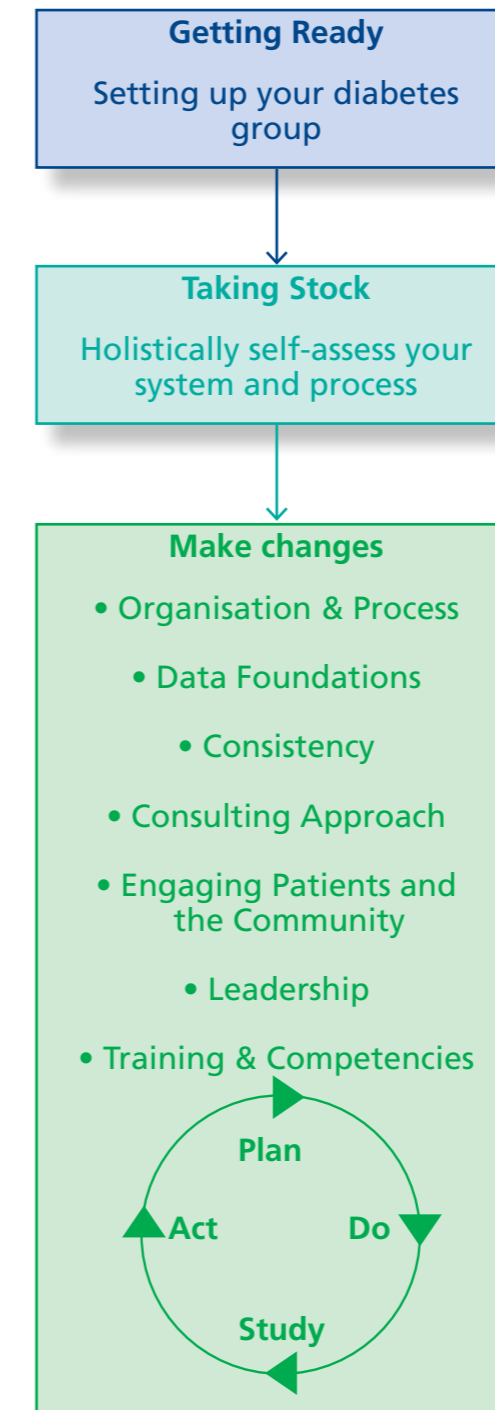 Getting Ready
Setting up your diabetes
group
Taking Stock
Holistically self-assess your
system and process
Make changes
• Organisation & Process
• Data Foundations
• Consistency
• Consulting Approach
• Engaging Patients and
the Community
• Leadership
• Training & Competencies
Plan
Act
Do
Study